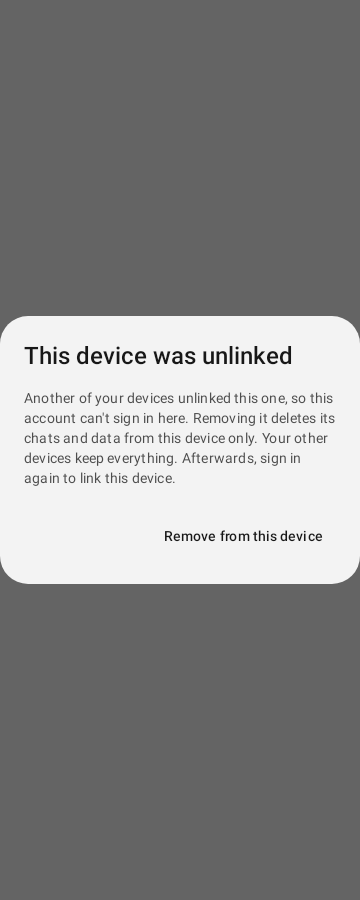 This device was unlinked
Another of your devices unlinked this one, so this
account can't sign in here. Removing it deletes its
chats and data from this device only. Your other
devices keep everything. Afterwards, sign in
again to link this device.
Remove from this device